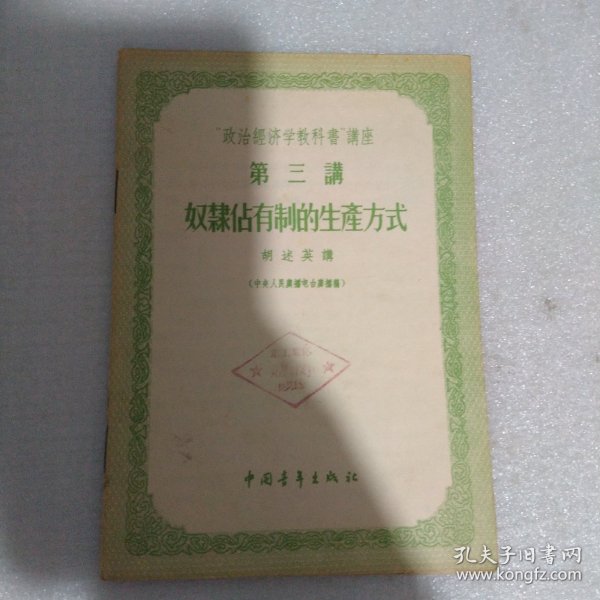 "政治經济学教科書"講座
第三講
奴隸佔有制的生產方式
胡述英講
(中央人民廣播电台廣播稿)
中国青年出版社
孔夫子旧书网
www.kongfz.com